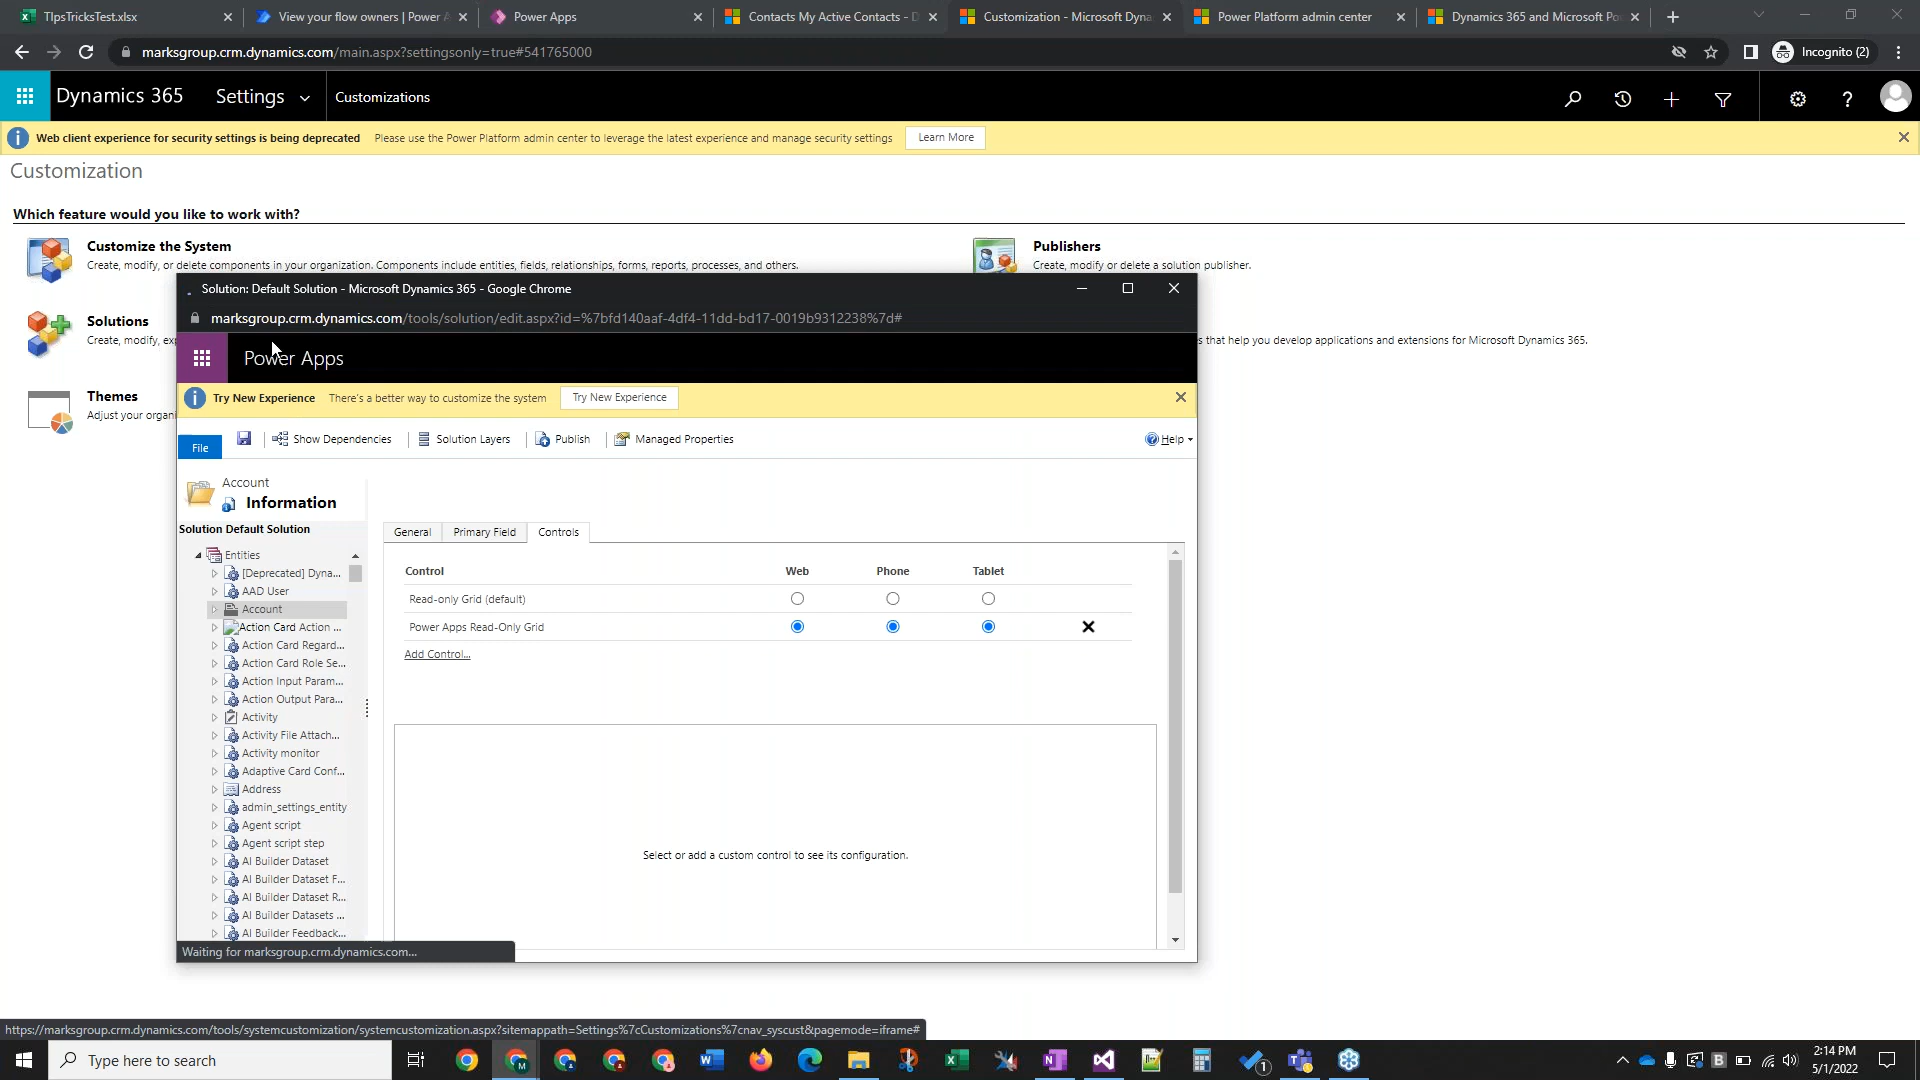 TIpsTricksTest.xlsx
View your flow owners | Power A
Power Apps
Contacts My Active Contacts - D
Customization - Microsoft Dyna
Power Platform admin center
Dynamics 365 and Microsoft Po
marksgroup.crm.dynamics.com/main.aspx?settingsonly=true#541765000
Incognito (2)
Dynamics 365
Settings
Customizations
Web client experience for security settings is being deprecated Please use the Power Platform admin center to leverage the latest experience and manage security settings Learn More
Customization
Which feature would you like to work with?
Customize the System
Create, modify, or delete components in your organization. Components include entities, fields, relationships, forms, reports, processes, and others.
Publishers
Create, modify or delete a solution publisher.
Solutions
Create, modify, ex
s that help you develop applications and extensions for Microsoft Dynamics 365.
Themes
Adjust your organi
Solution: Default Solution - Microsoft Dynamics 365 - Google Chrome
marksgroup.crm.dynamics.com/tools/solution/edit.aspx?id=%7bfd140aaf-4df4-11dd-bd17-0019b9312238%7d#
Power Apps
Try New Experience There's a better way to customize the system Try New Experience
File
Show Dependencies
Solution Layers
Publish
Managed Properties
Help
Account
Information
Solution Default Solution
Entities
[Deprecated] Dyna...
AAD User
Account
Action Card Action ...
Action Card Regard...
Action Card Role Se...
Action Input Param...
Action Output Para...
Activity
Activity File Attach...
Activity monitor
Adaptive Card Conf...
Address
admin_settings_entity
Agent script
Agent script step
AI Builder Dataset
AI Builder Dataset F...
AI Builder Dataset R...
AI Builder Datasets ...
AI Builder Feedback...
General
Primary Field
Controls
Control Web Phone Tablet
Read-only Grid (default)
Power Apps Read-Only Grid
Add Control...
Select or add a custom control to see its configuration.
Waiting for marksgroup.crm.dynamics.com...
https://marksgroup.crm.dynamics.com/tools/systemcustomization/systemcustomization.aspx?sitemappath=Settings%7cCustomizations%7cnav_syscust&pagemode=iframe#
Type here to search
2:14 PM
5/1/2022